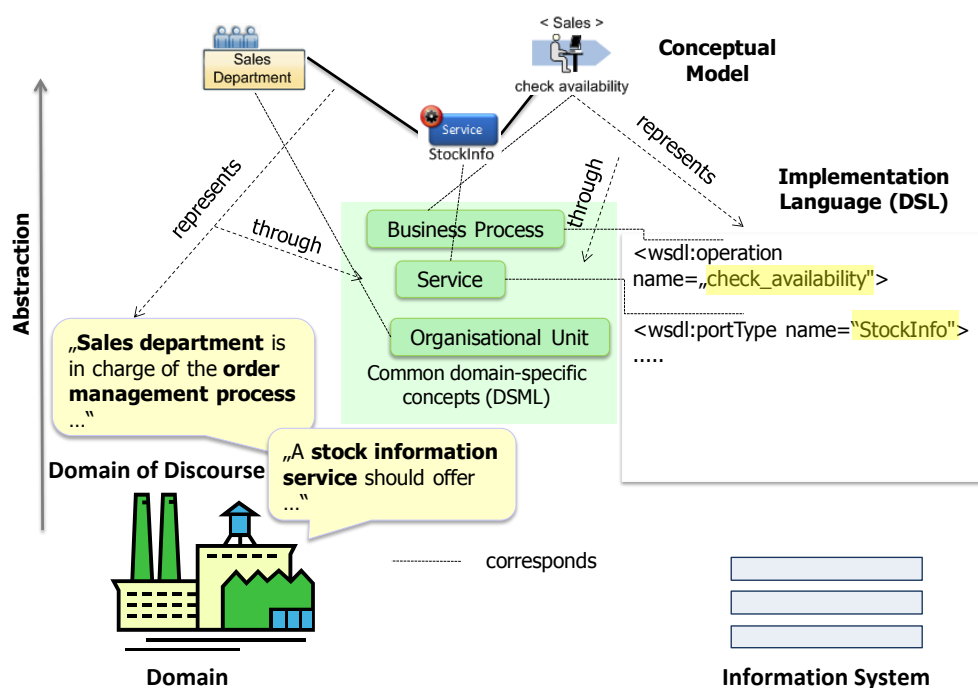 < Sales >
Sales
Department
check availability
Conceptual
Model
Service
StockInfo
represents
represents
through
through
Implementation
Language (DSL)
Abstraction
Business Process
Service
Organisational Unit
Common domain-specific
concepts (DSML)
<wsdl:operation
name=„check_availability">
<wsdl:portType name=“StockInfo">
.....
„Sales department is
in charge of the order
management process
...“
„A stock information
service should offer
...“
Domain of Discourse
corresponds
Domain
Information System